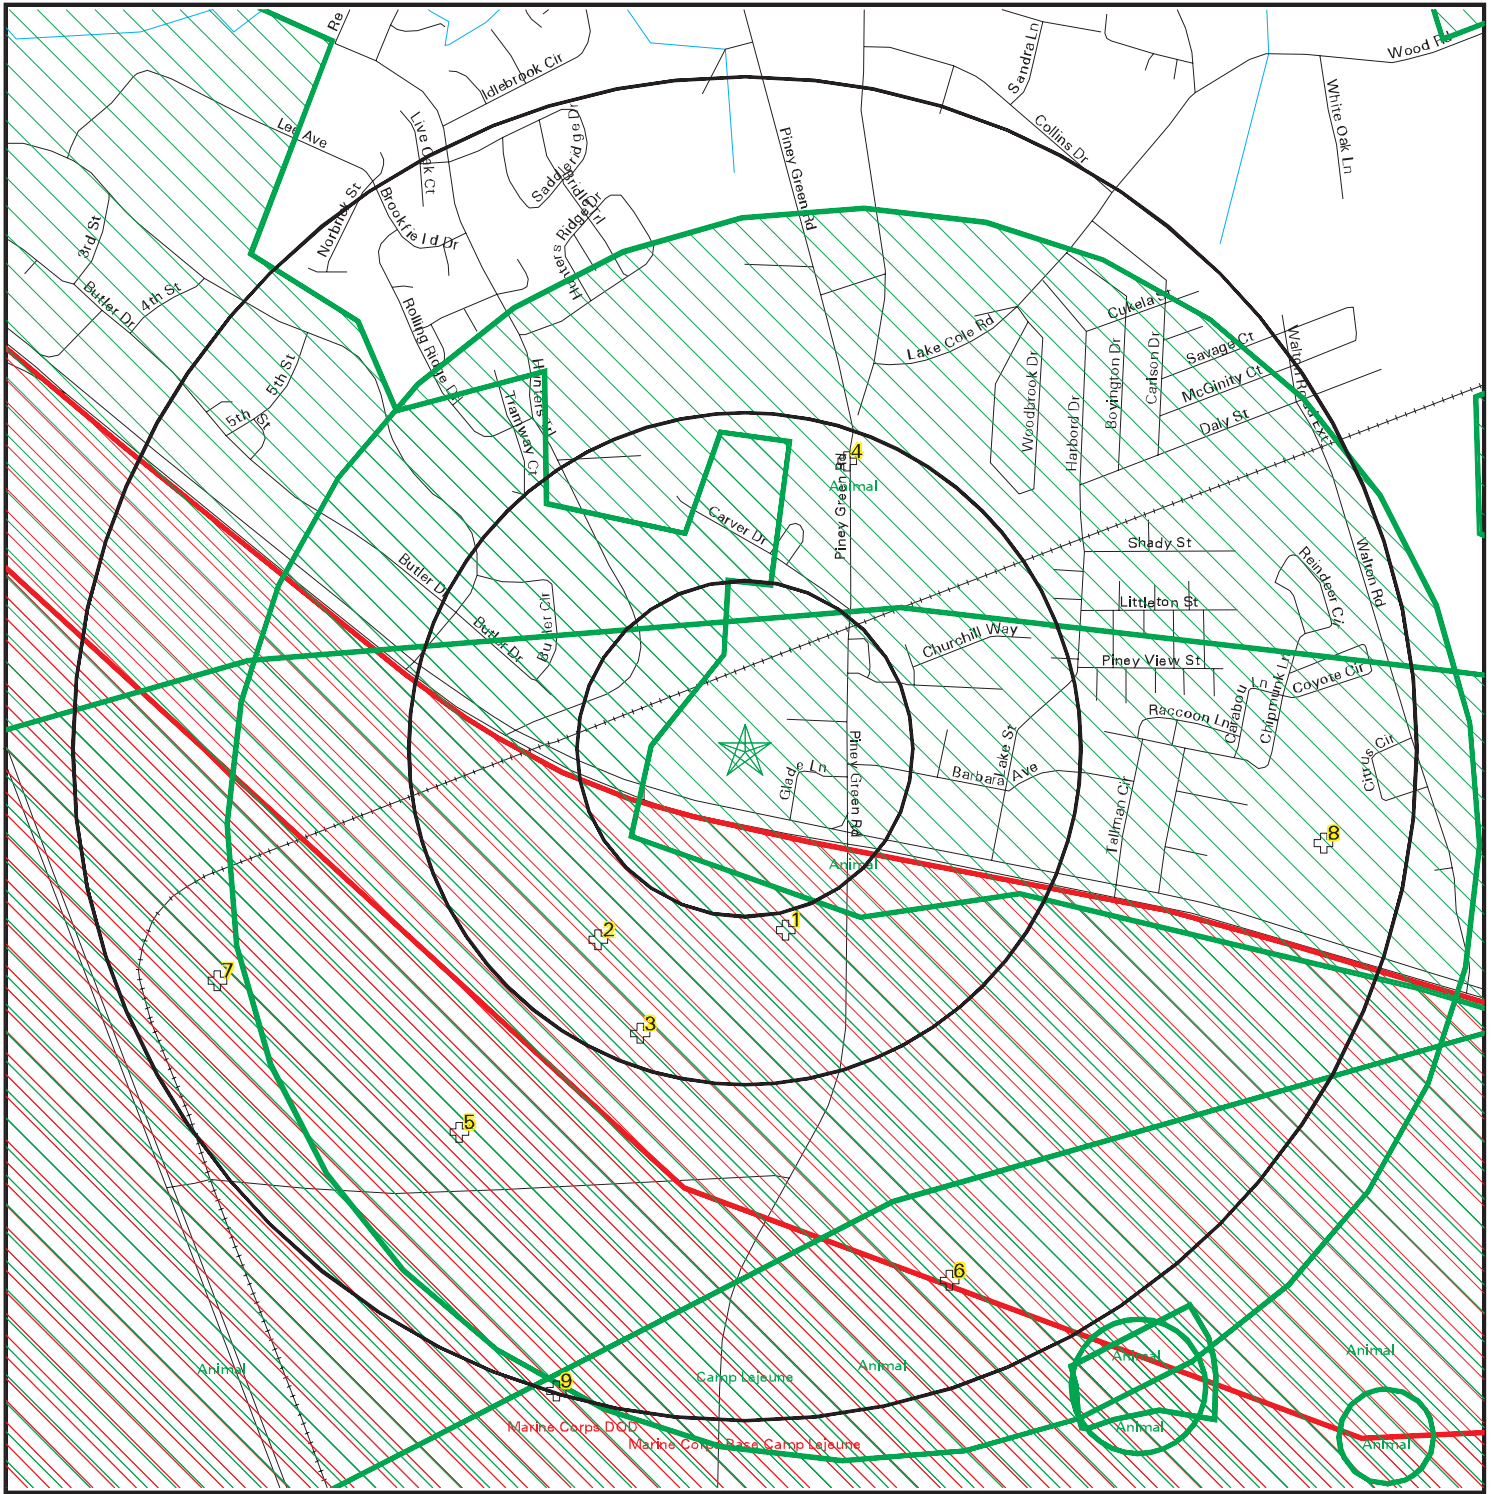 Re
Wood Rd
Sandra Ln
Idlebrook Cir
White Oak Ln
Lee Ave
Live Oak Ct
Collins Dr
Piney Green Rd
Saddleridge Rd
Bridle Trl
Norbrick St
Brookfield Dr
Hunters Ridge Dr
3rd St
Butler Dr
4th St
Rolling Ridge Dr
Cukela St
Lake Cole Rd
Savage Ct
Walton Road Ext
McGinity Ct
Daly St
5th St
5th St
Hunters Trl
Tramway Ct
Woodbrook Dr
Harbord Dr
Boyington Dr
Carlson Dr
4
Animal
Piney Green Rd
Carver Dr
Shady St
Walton Rd
Reindeer Cir
Butler Dr
Butler Cir
Butler Dr
Littleton St
Churchill Way
Piney View St
Coyote Cir
Carabou Ln
Chipmunk Ln
Raccoon Ln
Citrus Cir
Glade Ln
Piney Green Rd
Lake St
Barbara Ave
Tallman Cir
8
Animal
1
2
7
3
5
6
Animal
Animal
Animal
Camp Lejeune
Animal
9
Marine Corps DOD
Marine Corps Base Camp Lejeune
Animal
Animal